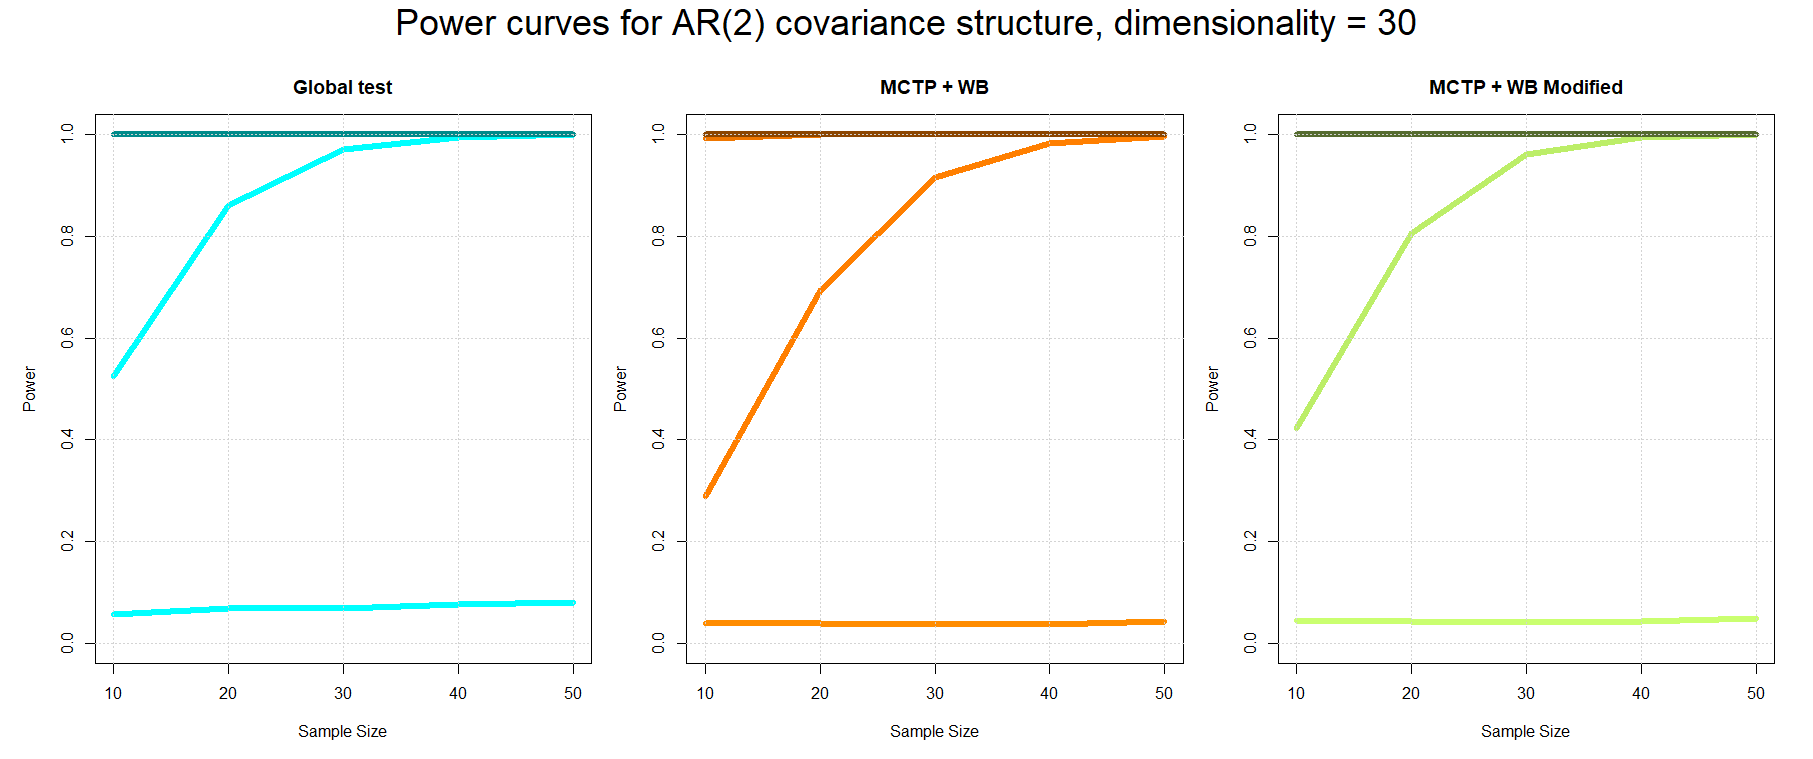 Power curves for AR(2) covariance structure, dimensionality = 30
Global test
1.0
0.8
0.6
0.4
0.2
0.0
Power
10 20 30 40 50
Sample Size
MCTP + WB
1.0
0.8
0.6
0.4
0.2
0.0
Power
10 20 30 40 50
Sample Size
MCTP + WB Modified
1.0
0.8
0.6
0.4
0.2
0.0
Power
10 20 30 40 50
Sample Size